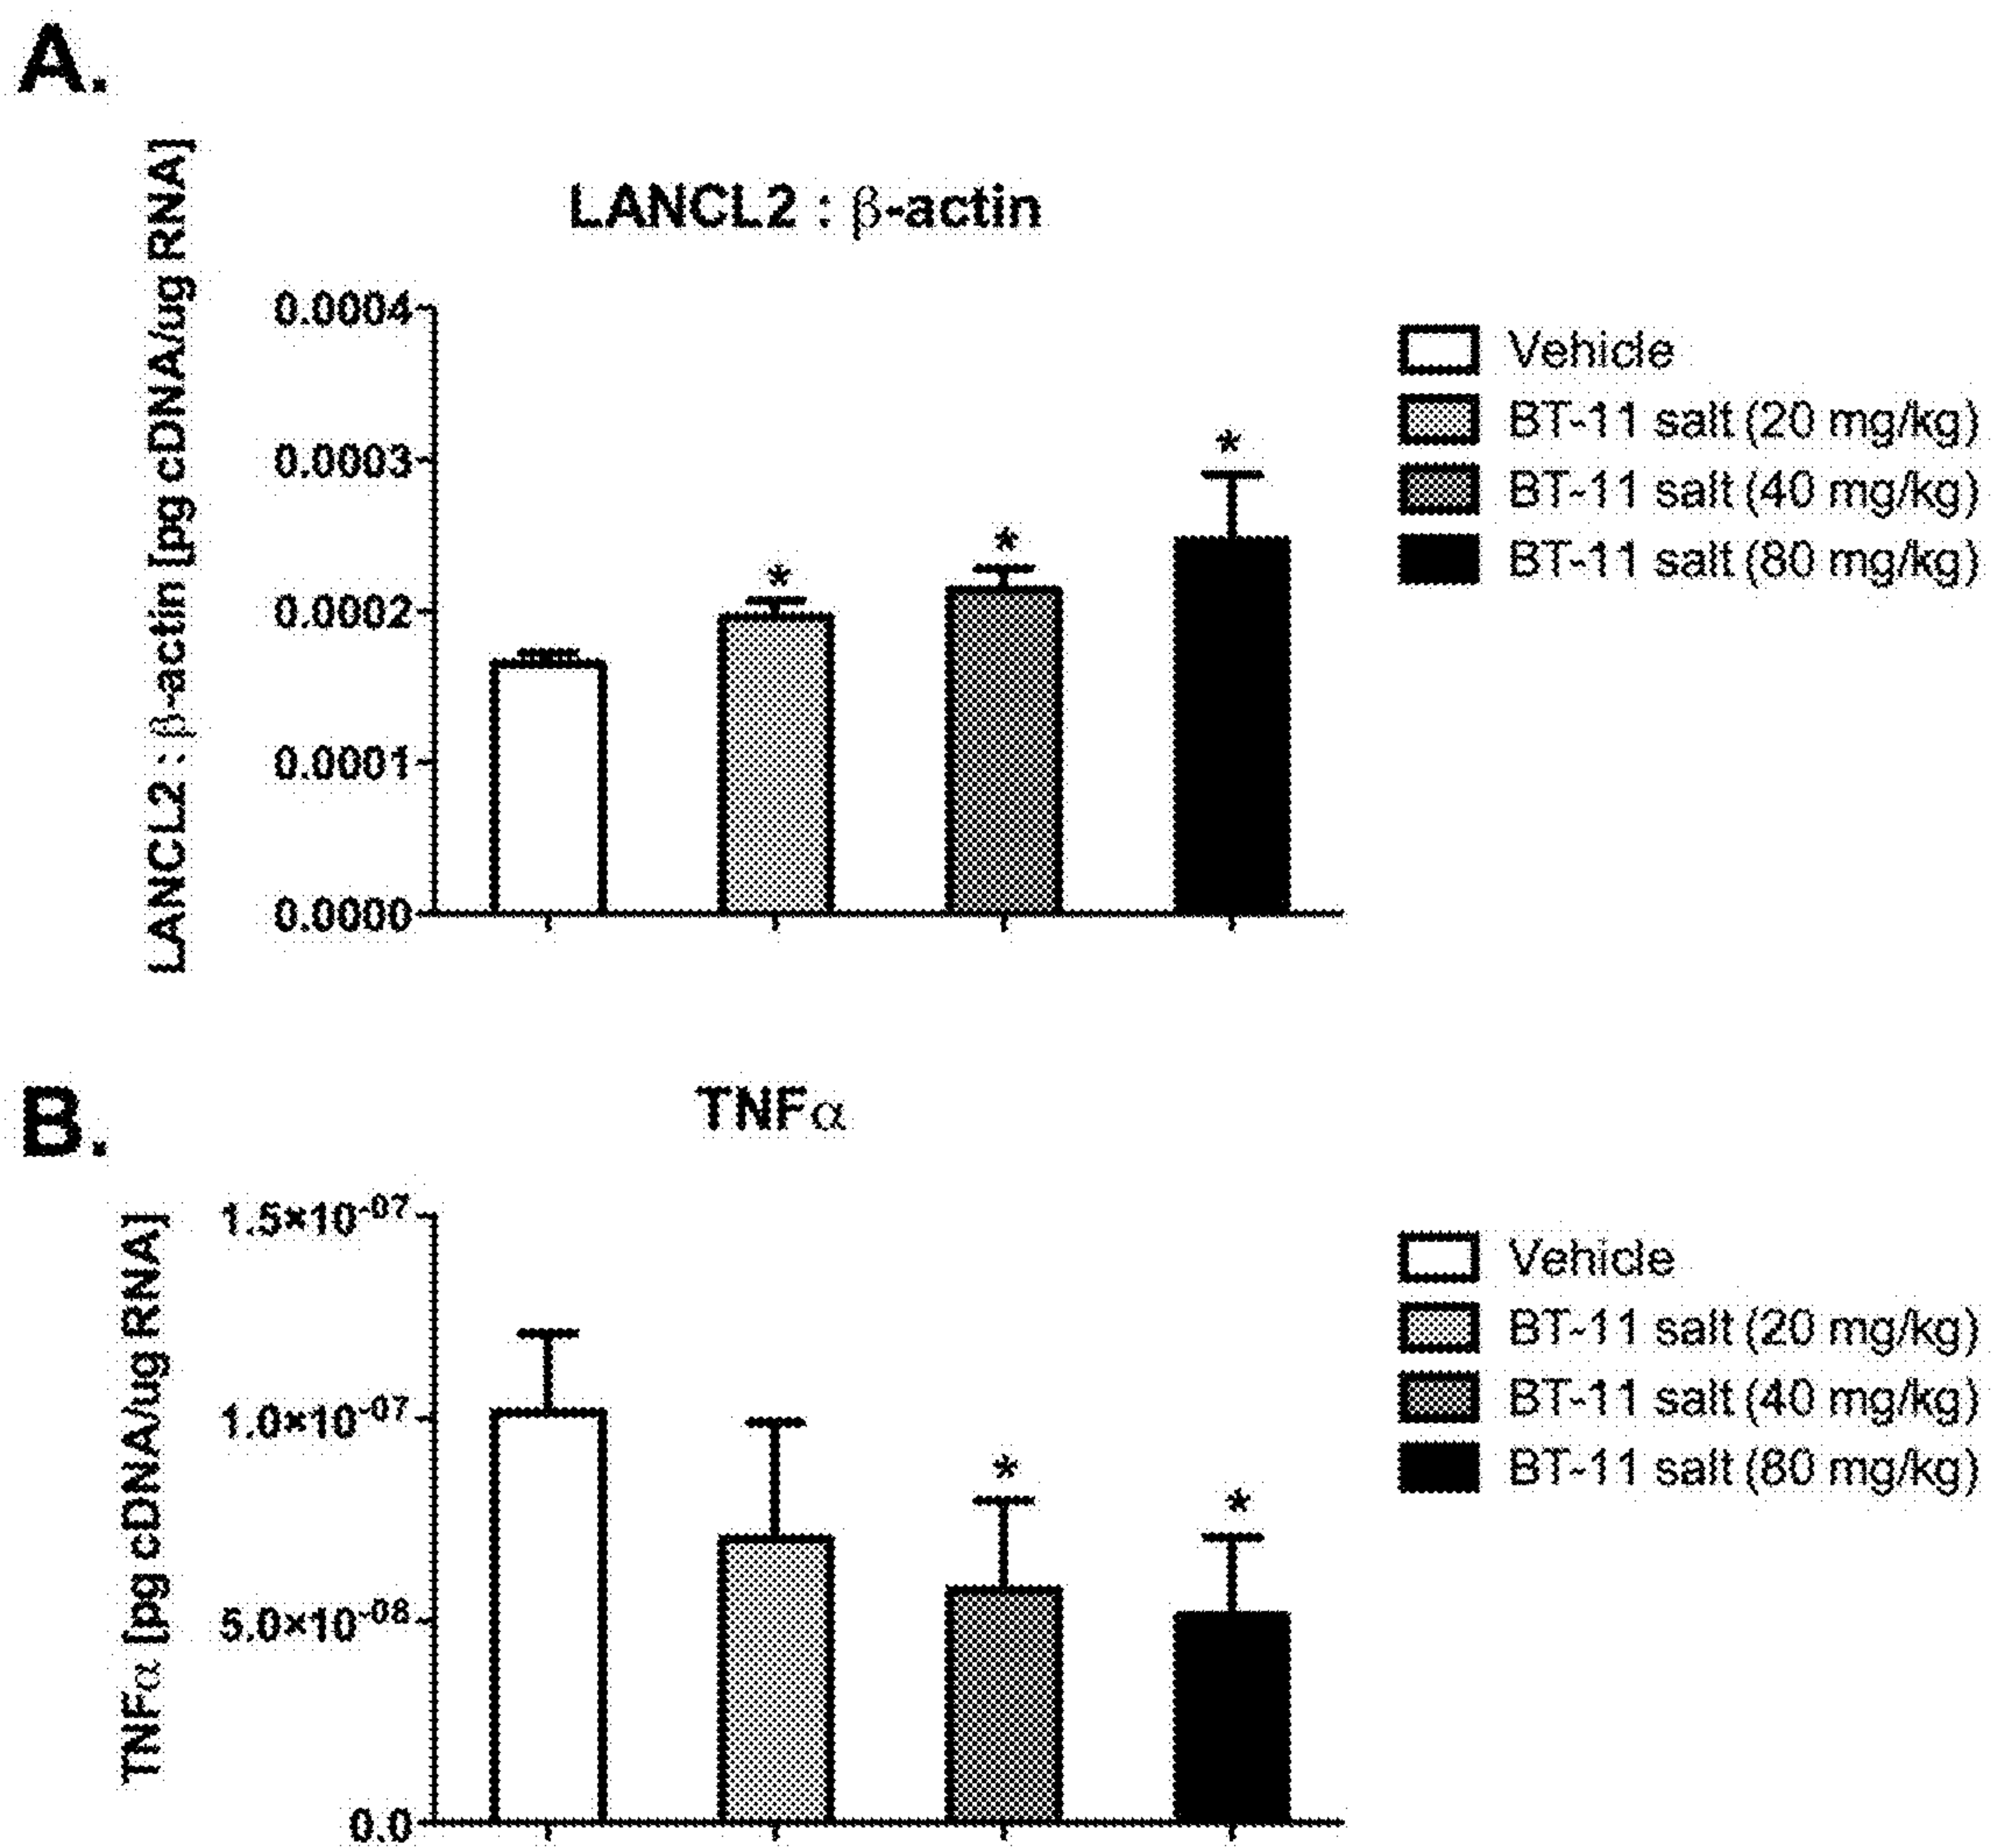 A.
LANCL2 : β-actin [pg cDNA/ug RNA]
LANCL2 : β-actin
0.0004
0.0003
0.0002
0.0001
0.0000
*
*
*
Vehicle
BT-11 salt (20 mg/kg)
BT-11 salt (40 mg/kg)
BT-11 salt (80 mg/kg)
B.
TNFα
TNFα [pg cDNA/ug RNA]
1.5×10-07
1.0×10-07
5.0×10-08
0.0
*
*
Vehicle
BT-11 salt (20 mg/kg)
BT-11 salt (40 mg/kg)
BT-11 salt (80 mg/kg)